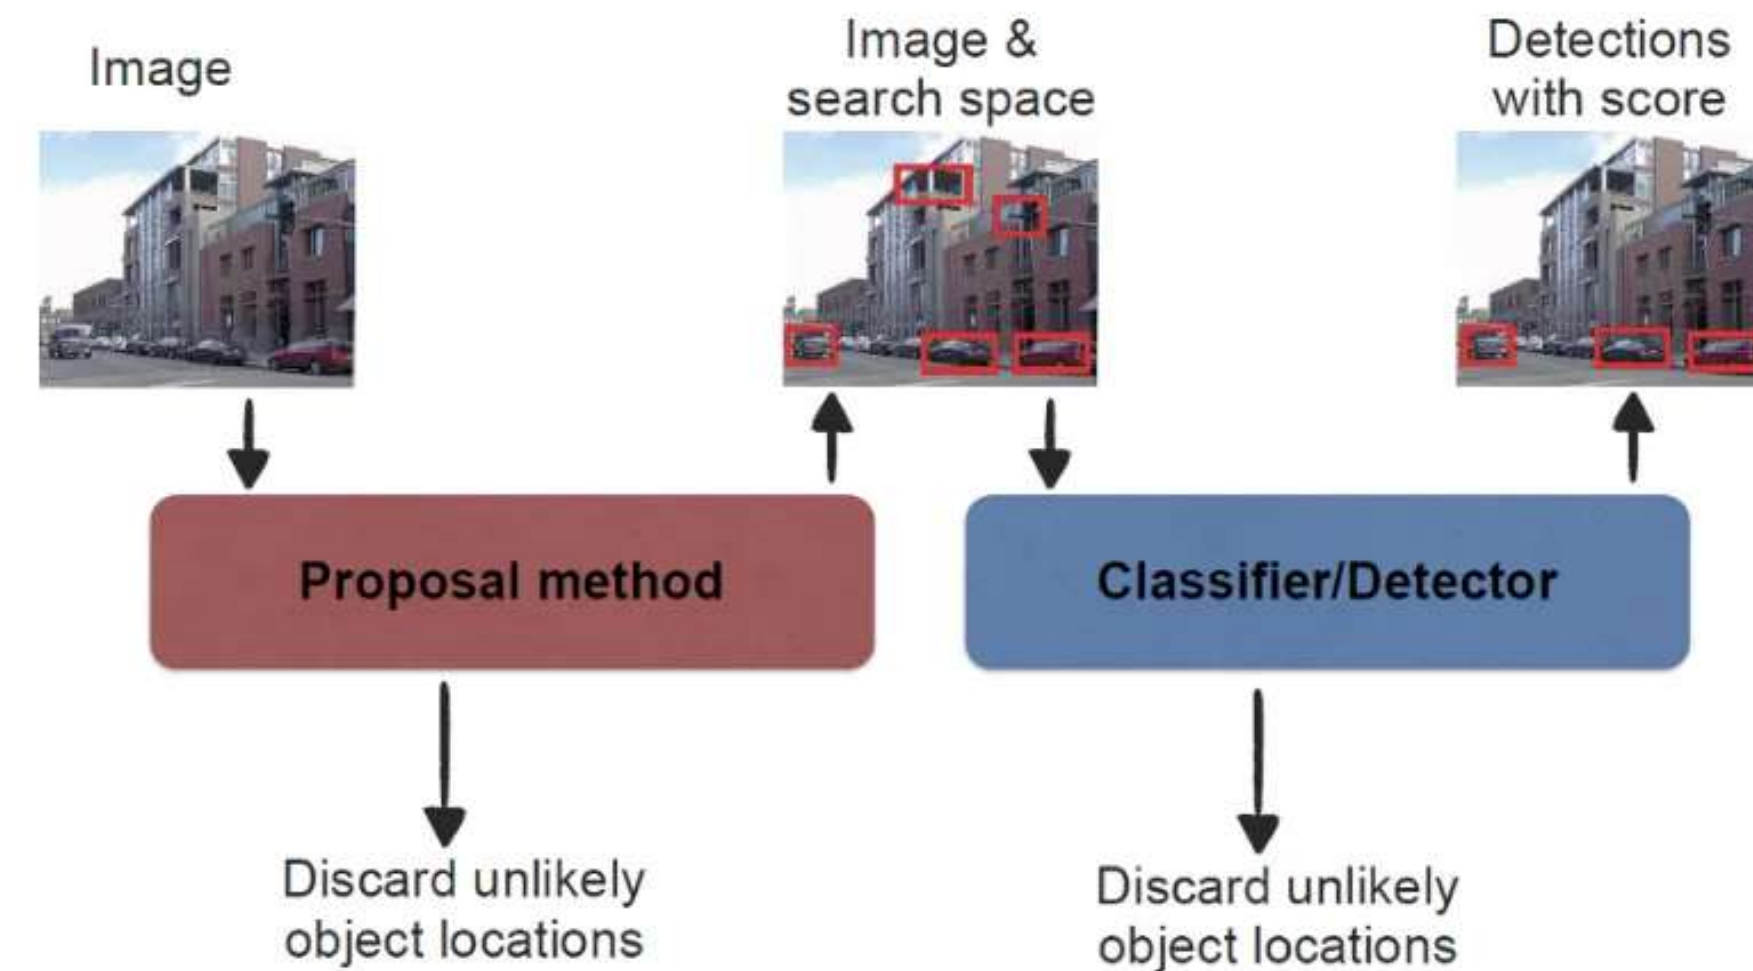 Image
Image &
search space
Detections
with score
Proposal method
Classifier/Detector
Discard unlikely
object locations
Discard unlikely
object locations